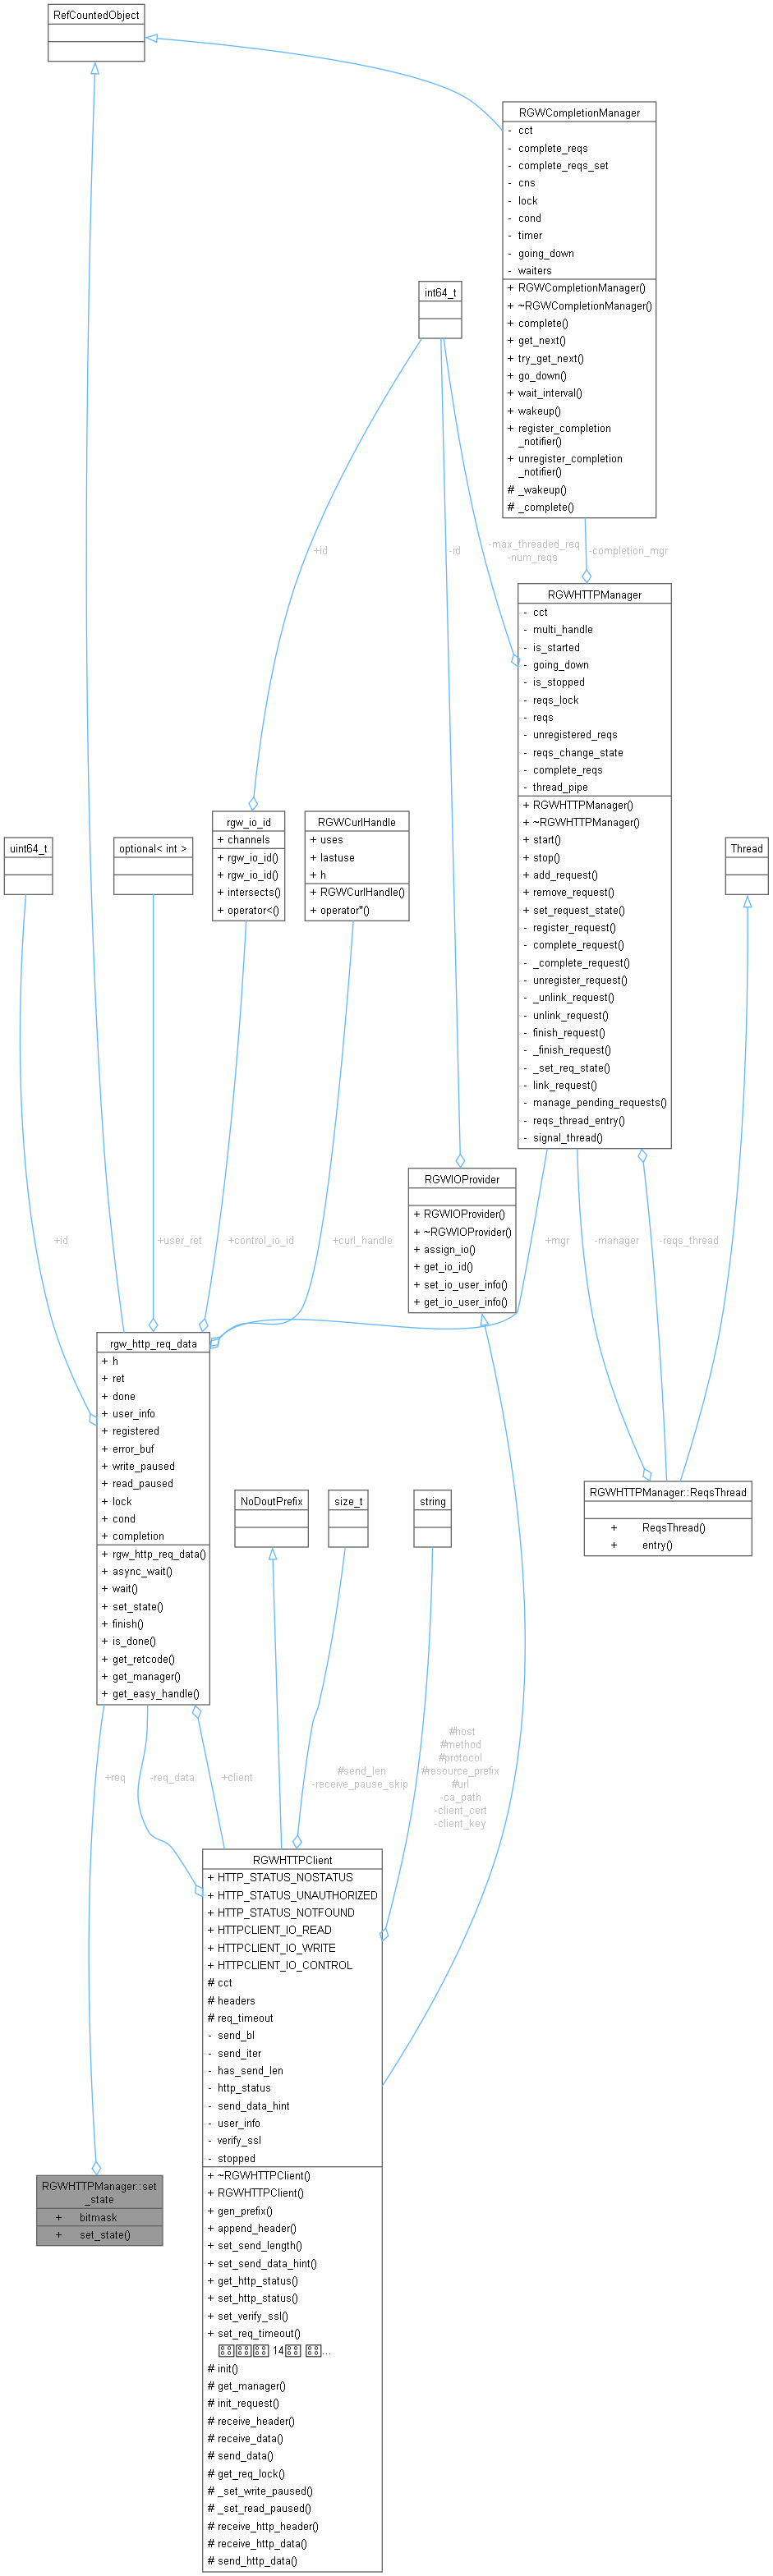 RefCountedObject
RGWCompletionManager
- cct
- complete_reqs
- complete_reqs_set
- cns
- lock
- cond
- timer
- going_down
- waiters
+ RGWCompletionManager()
+ ~RGWCompletionManager()
+ complete()
+ get_next()
+ try_get_next()
+ go_down()
+ wait_interval()
+ wakeup()
+ register_completion
_notifier()
+ unregister_completion
_notifier()
# _wakeup()
# _complete()
int64_t
+id
-id
-max_threaded_req
-num_reqs
-completion_mgr
RGWHTTPManager
- cct
- multi_handle
- is_started
- going_down
- is_stopped
- reqs_lock
- reqs
- unregistered_reqs
- reqs_change_state
- complete_reqs
- thread_pipe
+ RGWHTTPManager()
+ ~RGWHTTPManager()
+ start()
+ stop()
+ add_request()
+ remove_request()
+ set_request_state()
- register_request()
- complete_request()
- _complete_request()
- unregister_request()
- _unlink_request()
- unlink_request()
- finish_request()
- _finish_request()
- _set_req_state()
- link_request()
- manage_pending_requests()
- reqs_thread_entry()
- signal_thread()
uint64_t
optional< int >
rgw_io_id
+ channels
+ rgw_io_id()
+ rgw_io_id()
+ intersects()
+ operator<()
RGWCurlHandle
+ uses
+ lastuse
+ h
+ RGWCurlHandle()
+ operator*()
Thread
RGWIOProvider
+ RGWIOProvider()
+ ~RGWIOProvider()
+ assign_io()
+ get_io_id()
+ set_io_user_info()
+ get_io_user_info()
+id
+user_ret
+control_io_id
+curl_handle
+mgr
-manager
-reqs_thread
rgw_http_req_data
+ h
+ ret
+ done
+ user_info
+ registered
+ error_buf
+ write_paused
+ read_paused
+ lock
+ cond
+ completion
+ rgw_http_req_data()
+ async_wait()
+ wait()
+ set_state()
+ finish()
+ is_done()
+ get_retcode()
+ get_manager()
+ get_easy_handle()
NoDoutPrefix
size_t
string
RGWHTTPManager::ReqsThread
+ ReqsThread()
+ entry()
+req
-req_data
+client
#send_len
-receive_pause_skip
#host
#method
#protocol
#resource_prefix
#url
-ca_path
-client_cert
-client_key
RGWHTTPClient
+ HTTP_STATUS_NOSTATUS
+ HTTP_STATUS_UNAUTHORIZED
+ HTTP_STATUS_NOTFOUND
+ HTTPCLIENT_IO_READ
+ HTTPCLIENT_IO_WRITE
+ HTTPCLIENT_IO_CONTROL
# cct
# headers
# req_timeout
- send_bl
- send_iter
- has_send_len
- http_status
- send_data_hint
- user_info
- verify_ssl
- stopped
+ ~RGWHTTPClient()
+ RGWHTTPClient()
+ gen_prefix()
+ append_header()
+ set_send_length()
+ set_send_data_hint()
+ get_http_status()
+ set_http_status()
+ set_verify_ssl()
+ set_req_timeout()
14 ...
# init()
# get_manager()
# init_request()
# receive_header()
# receive_data()
# send_data()
# get_req_lock()
# _set_write_paused()
# _set_read_paused()
# receive_http_header()
# receive_http_data()
# send_http_data()
RGWHTTPManager::set
_state
+ bitmask
+ set_state()